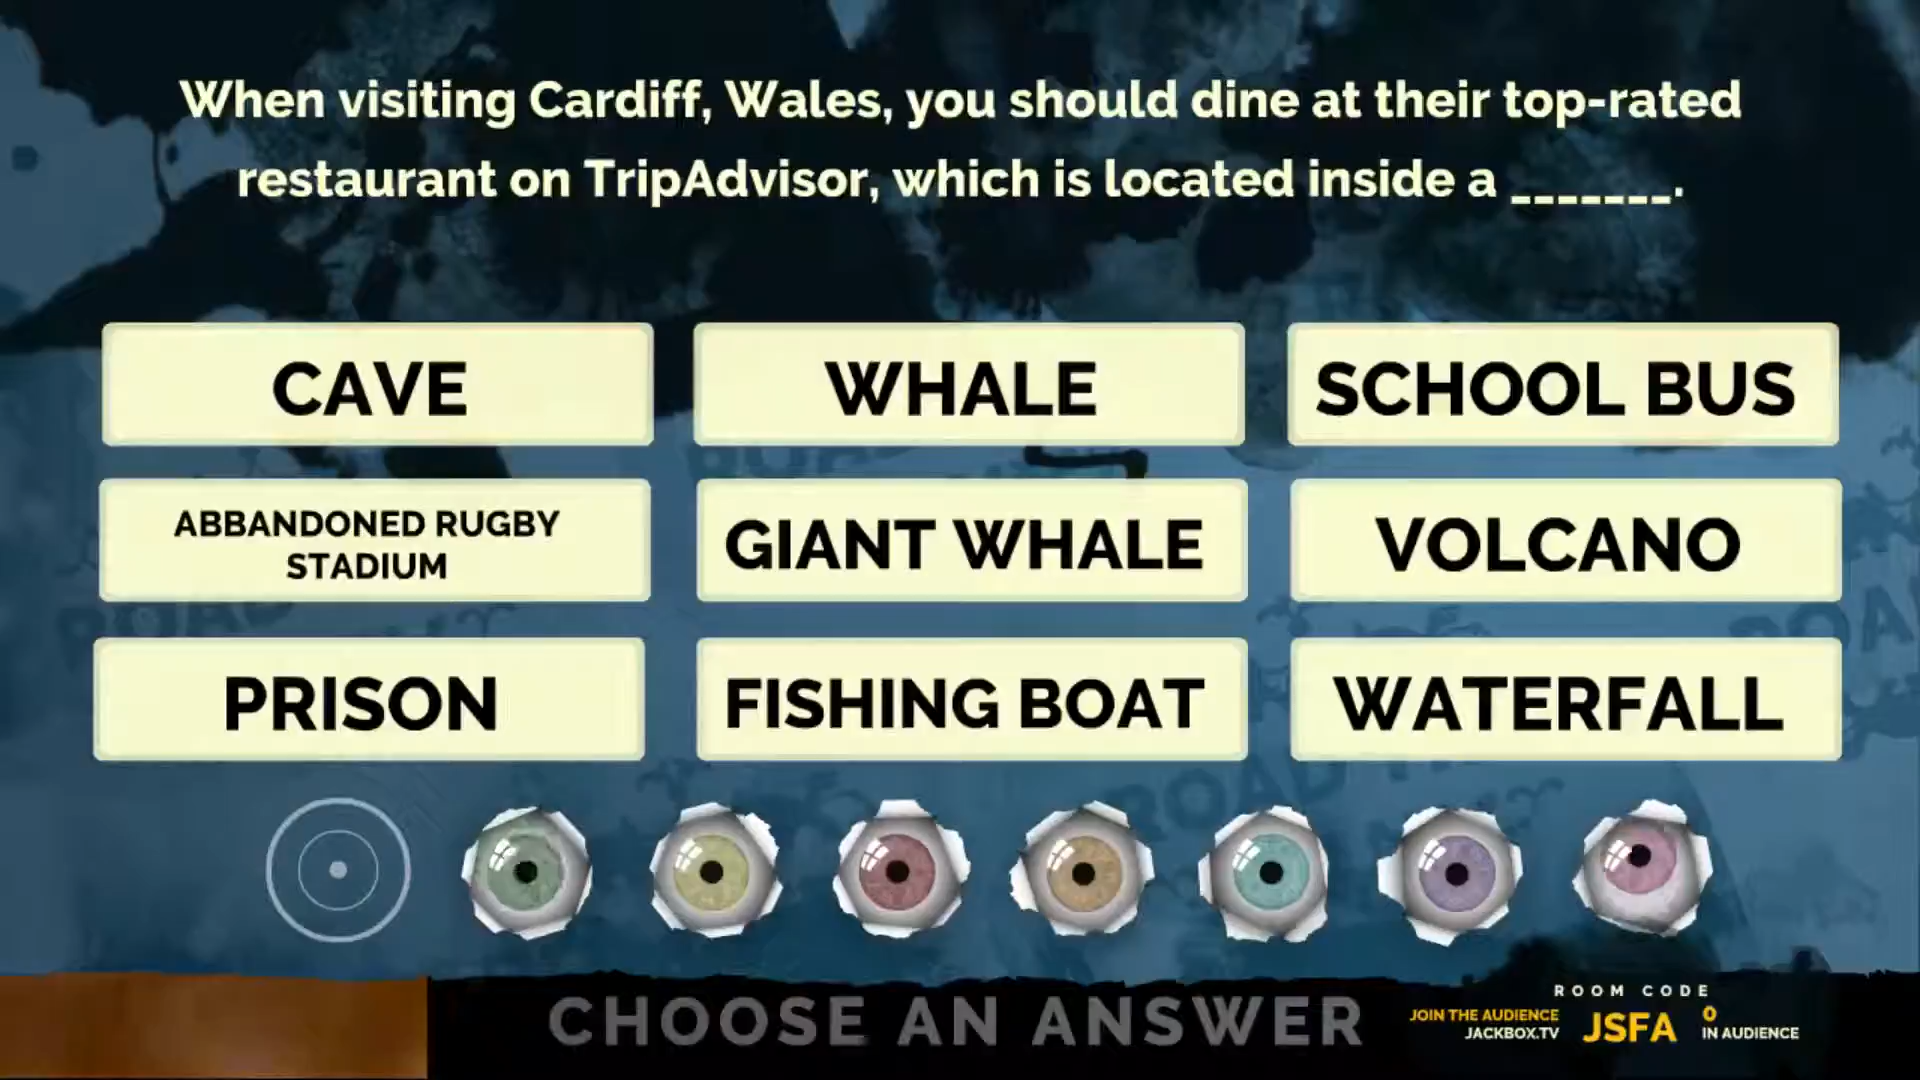 When visiting Cardiff, Wales, you should dine at their top-rated
restaurant on TripAdvisor, which is located inside a _______.
CAVE
WHALE
SCHOOL BUS
ABBANDONED RUGBY
STADIUM
GIANT WHALE
VOLCANO
PRISON
FISHING BOAT
WATERFALL
CHOOSE AN ANSWER
ROOM CODE
JOIN THE AUDIENCE
JACKBOX.TV
JSFA
0
IN AUDIENCE